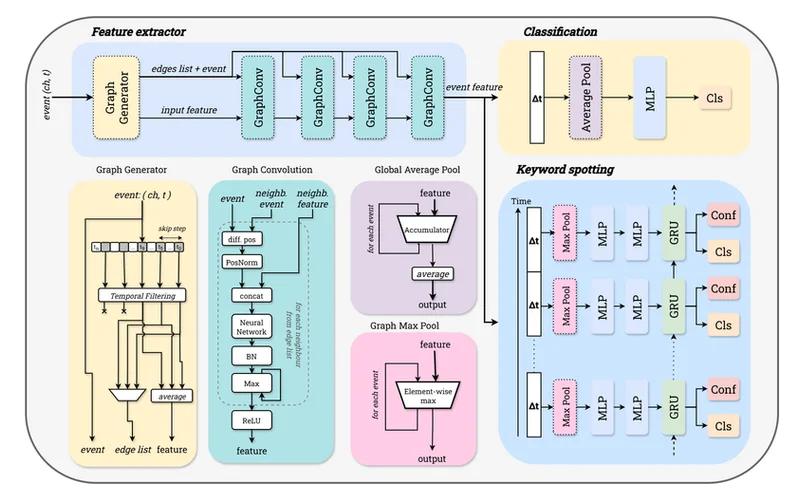 Feature extractor
event (ch, t)
Graph
Generator
edges list + event
input feature
GraphConv
GraphConv
GraphConv
GraphConv
event feature
Classification
Δt
Average Pool
MLP
Cls
Graph Generator
event: ( ch, t )
skip step
Temporal Filtering
average
event
edge list
feature
Graph Convolution
event
neighb.
event
neighb.
feature
diff. pos
PosNorm
concat
Neural
Network
BN
Max
ReLU
feature
for each neighbour
from edge list
Global Average Pool
feature
for each event
Accumulator
average
output
Graph Max Pool
feature
for each event
Element-wise
max
output
Keyword spotting
Time
Δt
Max Pool
MLP
MLP
GRU
Conf
Cls
Δt
Max Pool
MLP
MLP
GRU
Conf
Cls
Δt
Max Pool
MLP
MLP
GRU
Conf
Cls